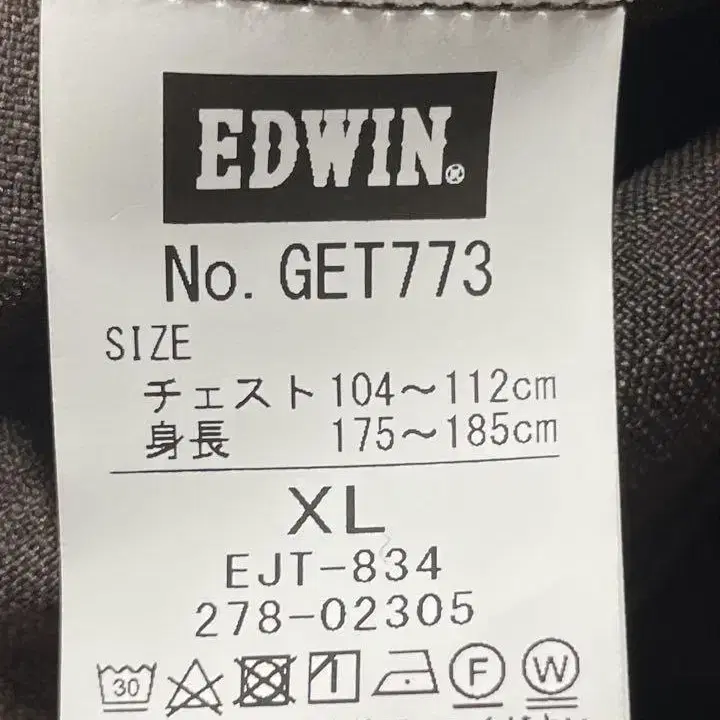 EDWIN®
No. GET773
SIZE
チェスト 104～112cm
身長 175～185cm
XL
EJT-834
278-02305
30 F W